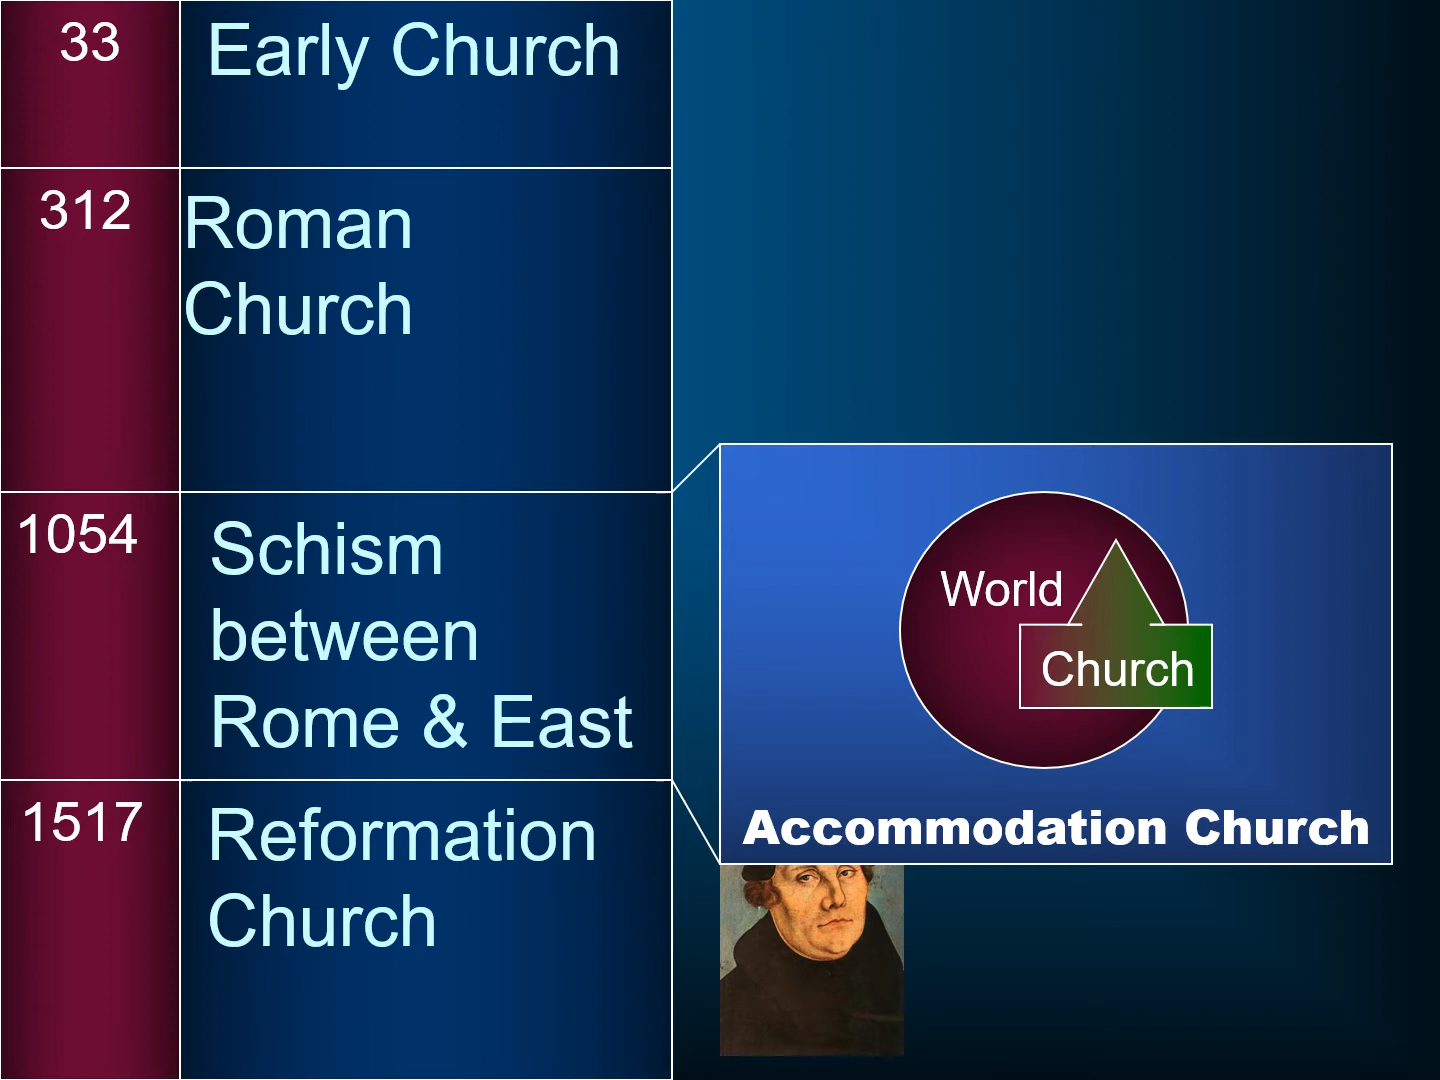 33
Early Church
312
Roman
Church
1054
Schism
between
Rome & East
1517
Reformation
Church
World
Church
Accommodation Church